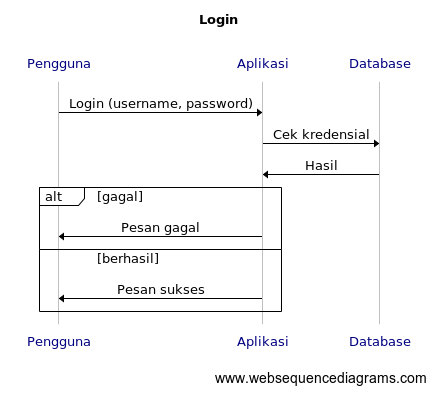 Login
Pengguna Aplikasi Database
Login (username, password)
Cek kredensial
Hasil
alt [gagal]
Pesan gagal
[berhasil]
Pesan sukses
Pengguna Aplikasi Database
www.websequencediagrams.com